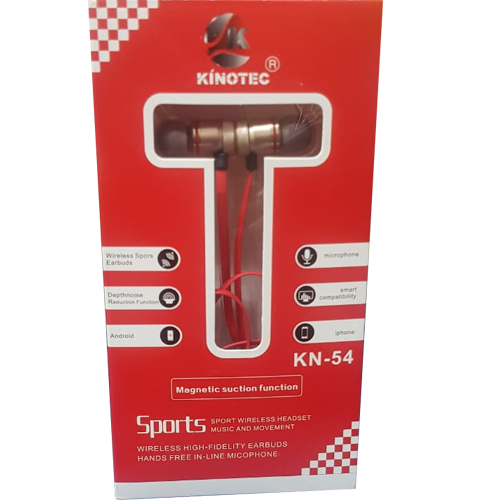 KÍNOTEC®
Wireless Spors
Earbuds
microphone
Depthnoise
Reduction Function
smart
compatibility
Android
iphone
KN-54
Magnetic suction function
Sports
SPORT WIRELESS HEADSET
MUSIC AND MOVEMENT
WIRELESS HIGH-FIDELITY EARBUDS
HANDS FREE IN-LINE MICOPHONE